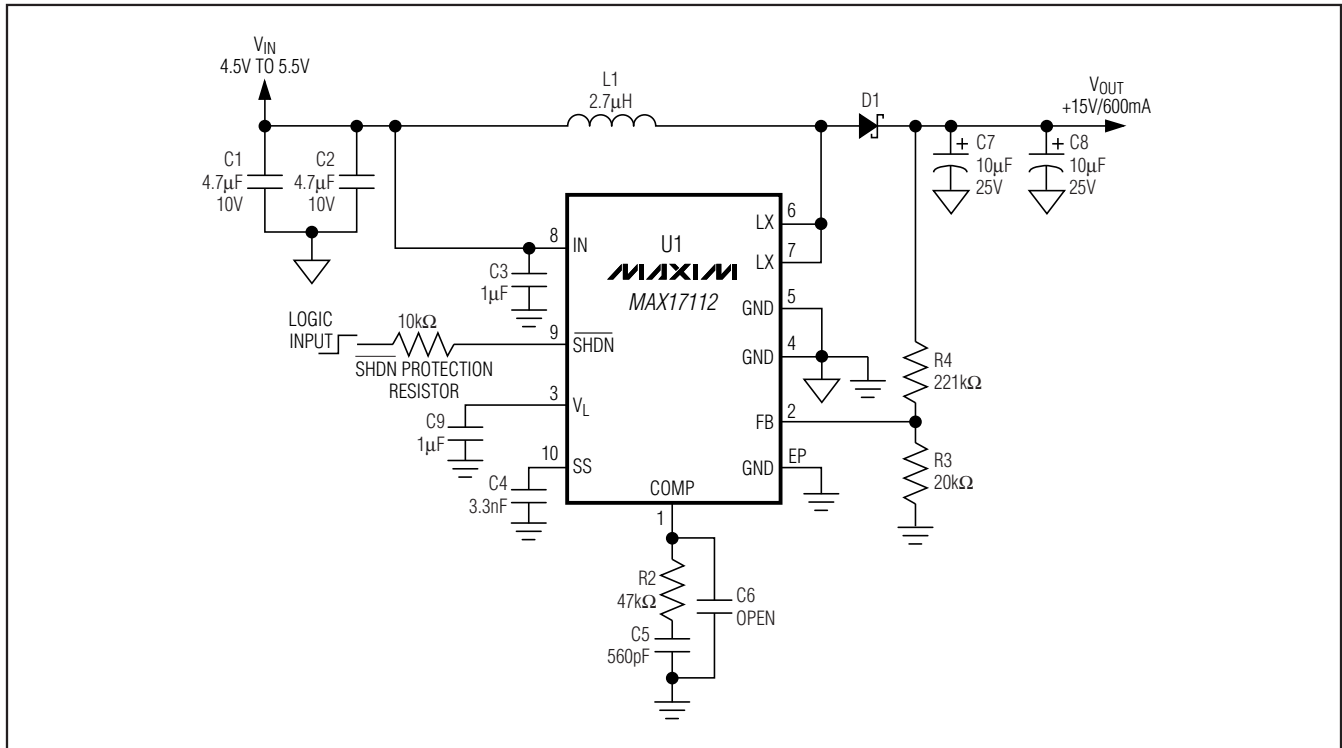 VIN
4.5V TO 5.5V
L1
2.7µH
D1
VOUT
+15V/600mA
C1
4.7µF
10V
C2
4.7µF
10V
+ C7
10µF
25V
+ C8
10µF
25V
8 IN
C3
1µF
U1
MAXIM
MAX17112
LX 6
LX 7
GND 5
GND 4
FB 2
GND EP
LOGIC
INPUT
10kΩ
9 SHDN
SHDN PROTECTION
RESISTOR
3 VL
C9
1µF
10 SS
C4
3.3nF
COMP
1
R4
221kΩ
R3
20kΩ
R2
47kΩ
C6
OPEN
C5
560pF